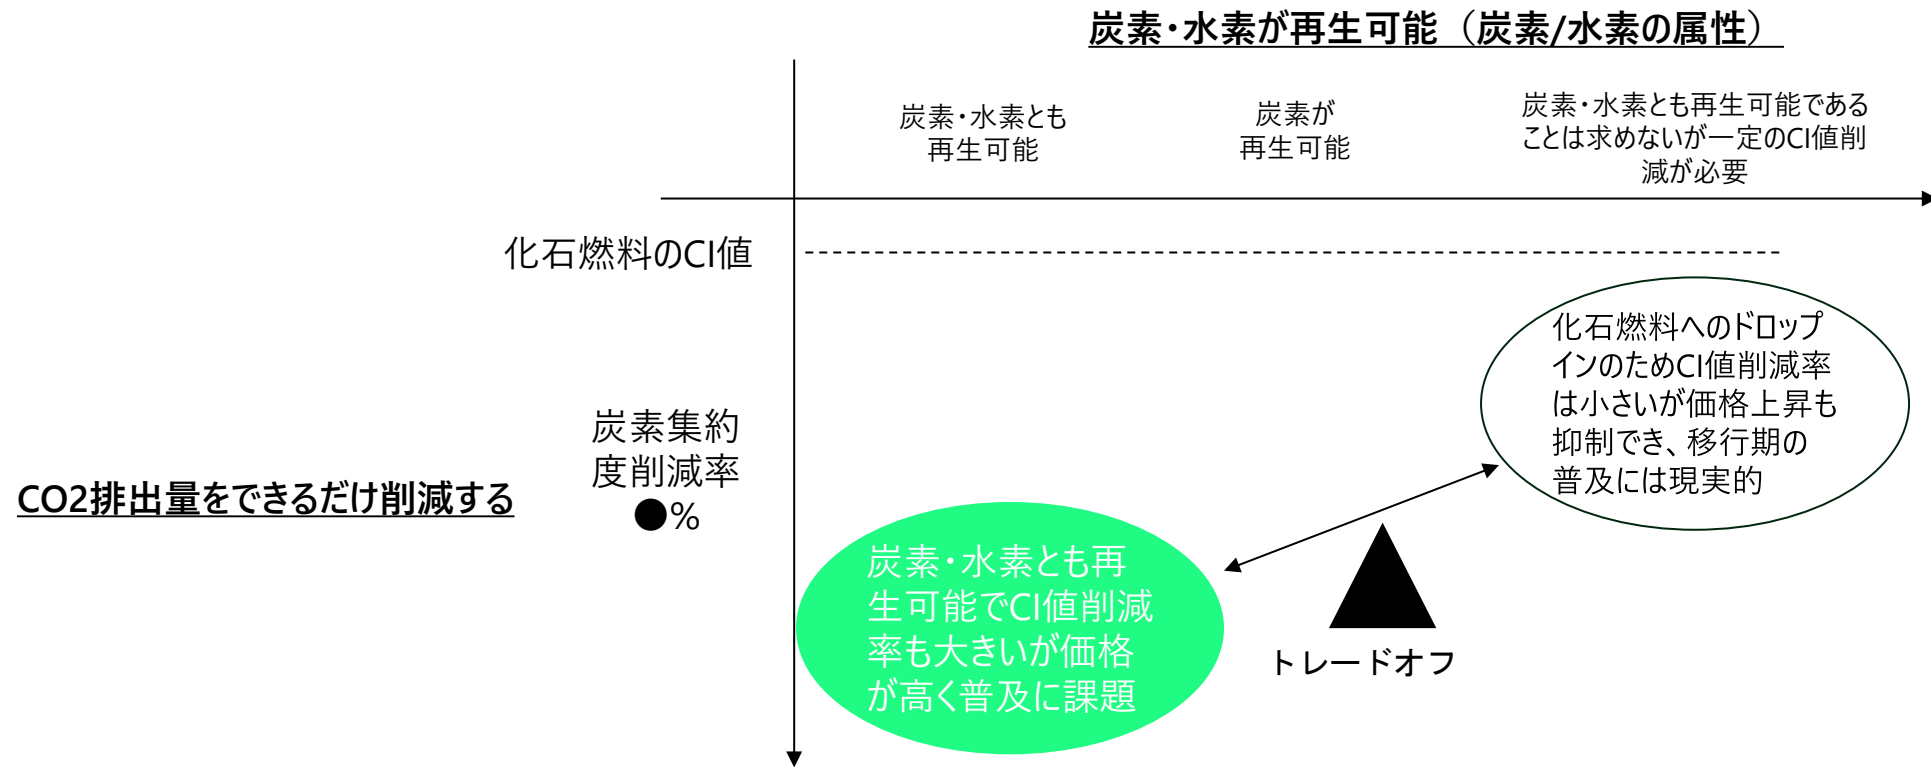 炭素・水素が再生可能（炭素/水素の属性）
炭素・水素とも
再生可能
炭素が
再生可能
炭素・水素とも再生可能である
ことは求めないが一定のCI値削
減が必要
化石燃料のCI値
化石燃料へのドロップ
インのためCI値削減率
は小さいが価格上昇も
抑制でき、移行期の
普及には現実的
炭素集約
度削減率
●%
CO2排出量をできるだけ削減する
炭素・水素とも再
生可能でCI値削減
率も大きいが価格
が高く普及に課題
トレードオフ